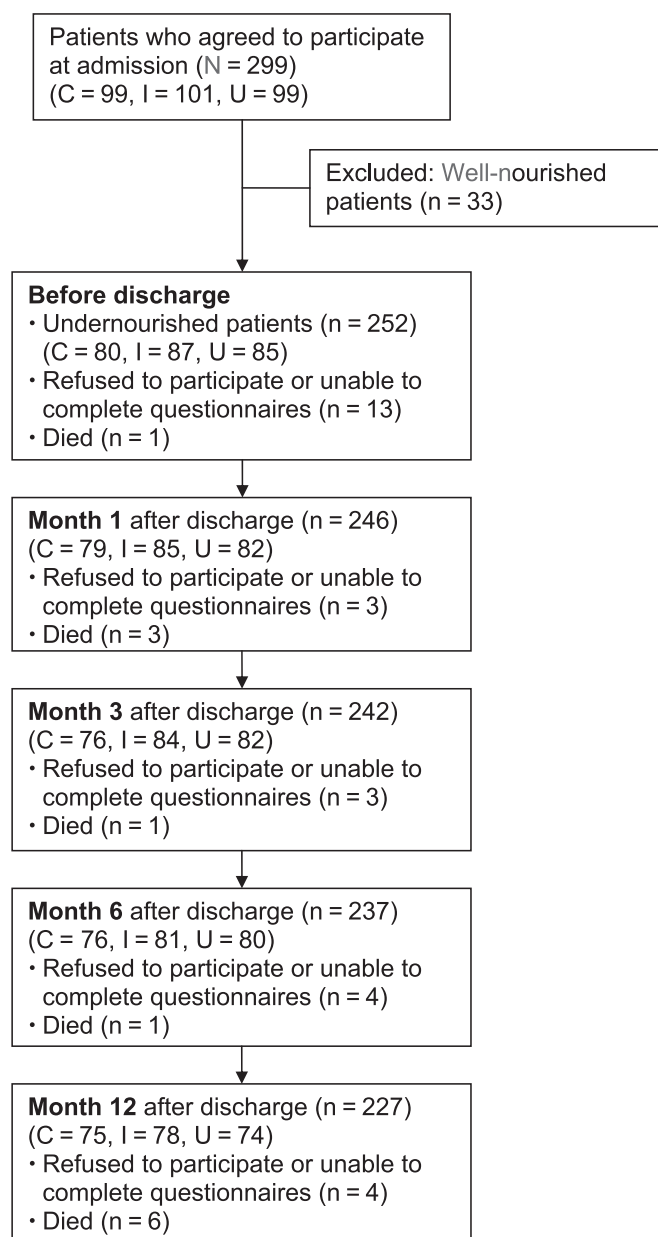 Patients who agreed to participate
at admission (N = 299)
(C = 99, I = 101, U = 99)
Excluded: Well-nourished
patients (n = 33)
Before discharge
• Undernourished patients (n = 252)
(C = 80, I = 87, U = 85)
• Refused to participate or unable to
complete questionnaires (n = 13)
• Died (n = 1)
Month 1 after discharge (n = 246)
(C = 79, I = 85, U = 82)
• Refused to participate or unable to
complete questionnaires (n = 3)
• Died (n = 3)
Month 3 after discharge (n = 242)
(C = 76, I = 84, U = 82)
• Refused to participate or unable to
complete questionnaires (n = 3)
• Died (n = 1)
Month 6 after discharge (n = 237)
(C = 76, I = 81, U = 80)
• Refused to participate or unable to
complete questionnaires (n = 4)
• Died (n = 1)
Month 12 after discharge (n = 227)
(C = 75, I = 78, U = 74)
• Refused to participate or unable to
complete questionnaires (n = 4)
• Died (n = 6)